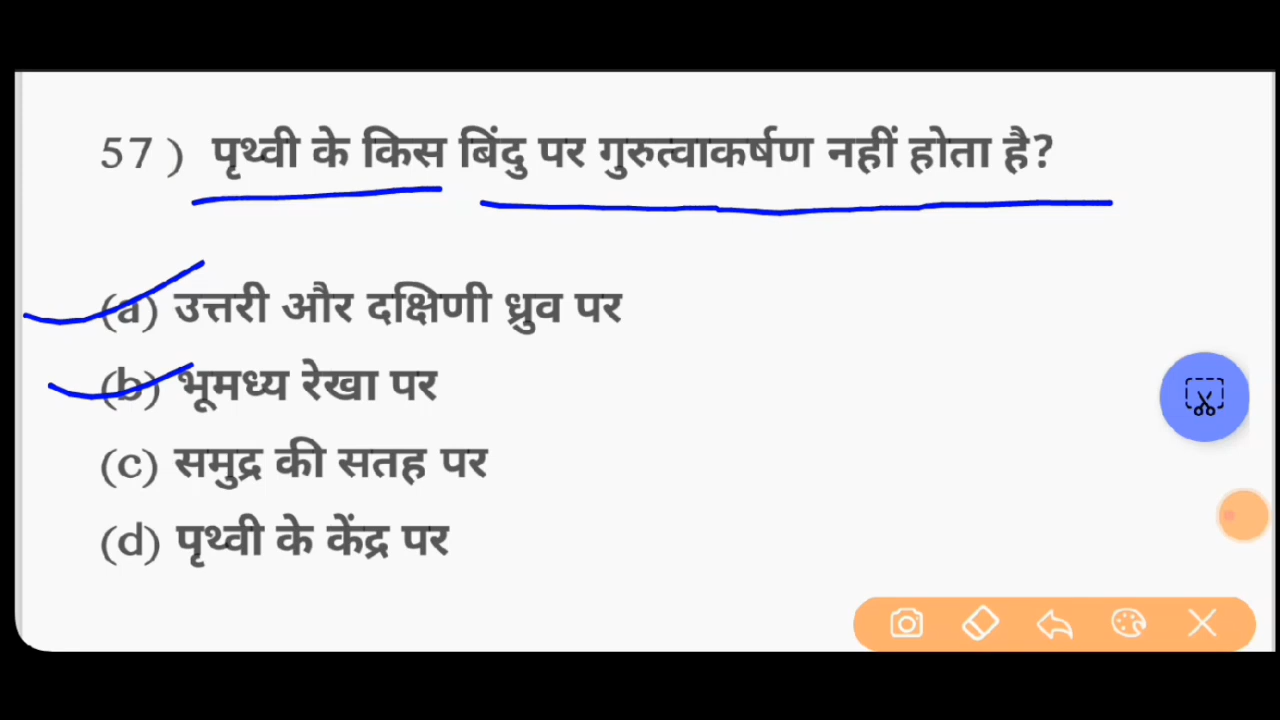 57 ) पृथ्वी के किस बिंदु पर गुरुत्वाकर्षण नहीं होता है?
(a) उत्तरी और दक्षिणी ध्रुव पर
(b) भूमध्य रेखा पर
(c) समुद्र की सतह पर
(d) पृथ्वी के केंद्र पर